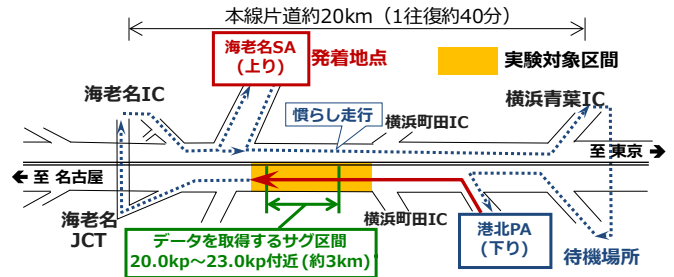 本線片道約20km（1往復約40分）
海老名SA
(上り)
発着地点
実験対象区間
海老名IC
慣らし走行
横浜町田IC
横浜青葉IC
至 東京
至 名古屋
海老名
JCT
横浜町田IC
データを取得するサグ区間
20.0kp～23.0kp付近(約3km)
港北PA
(下り)
待機場所